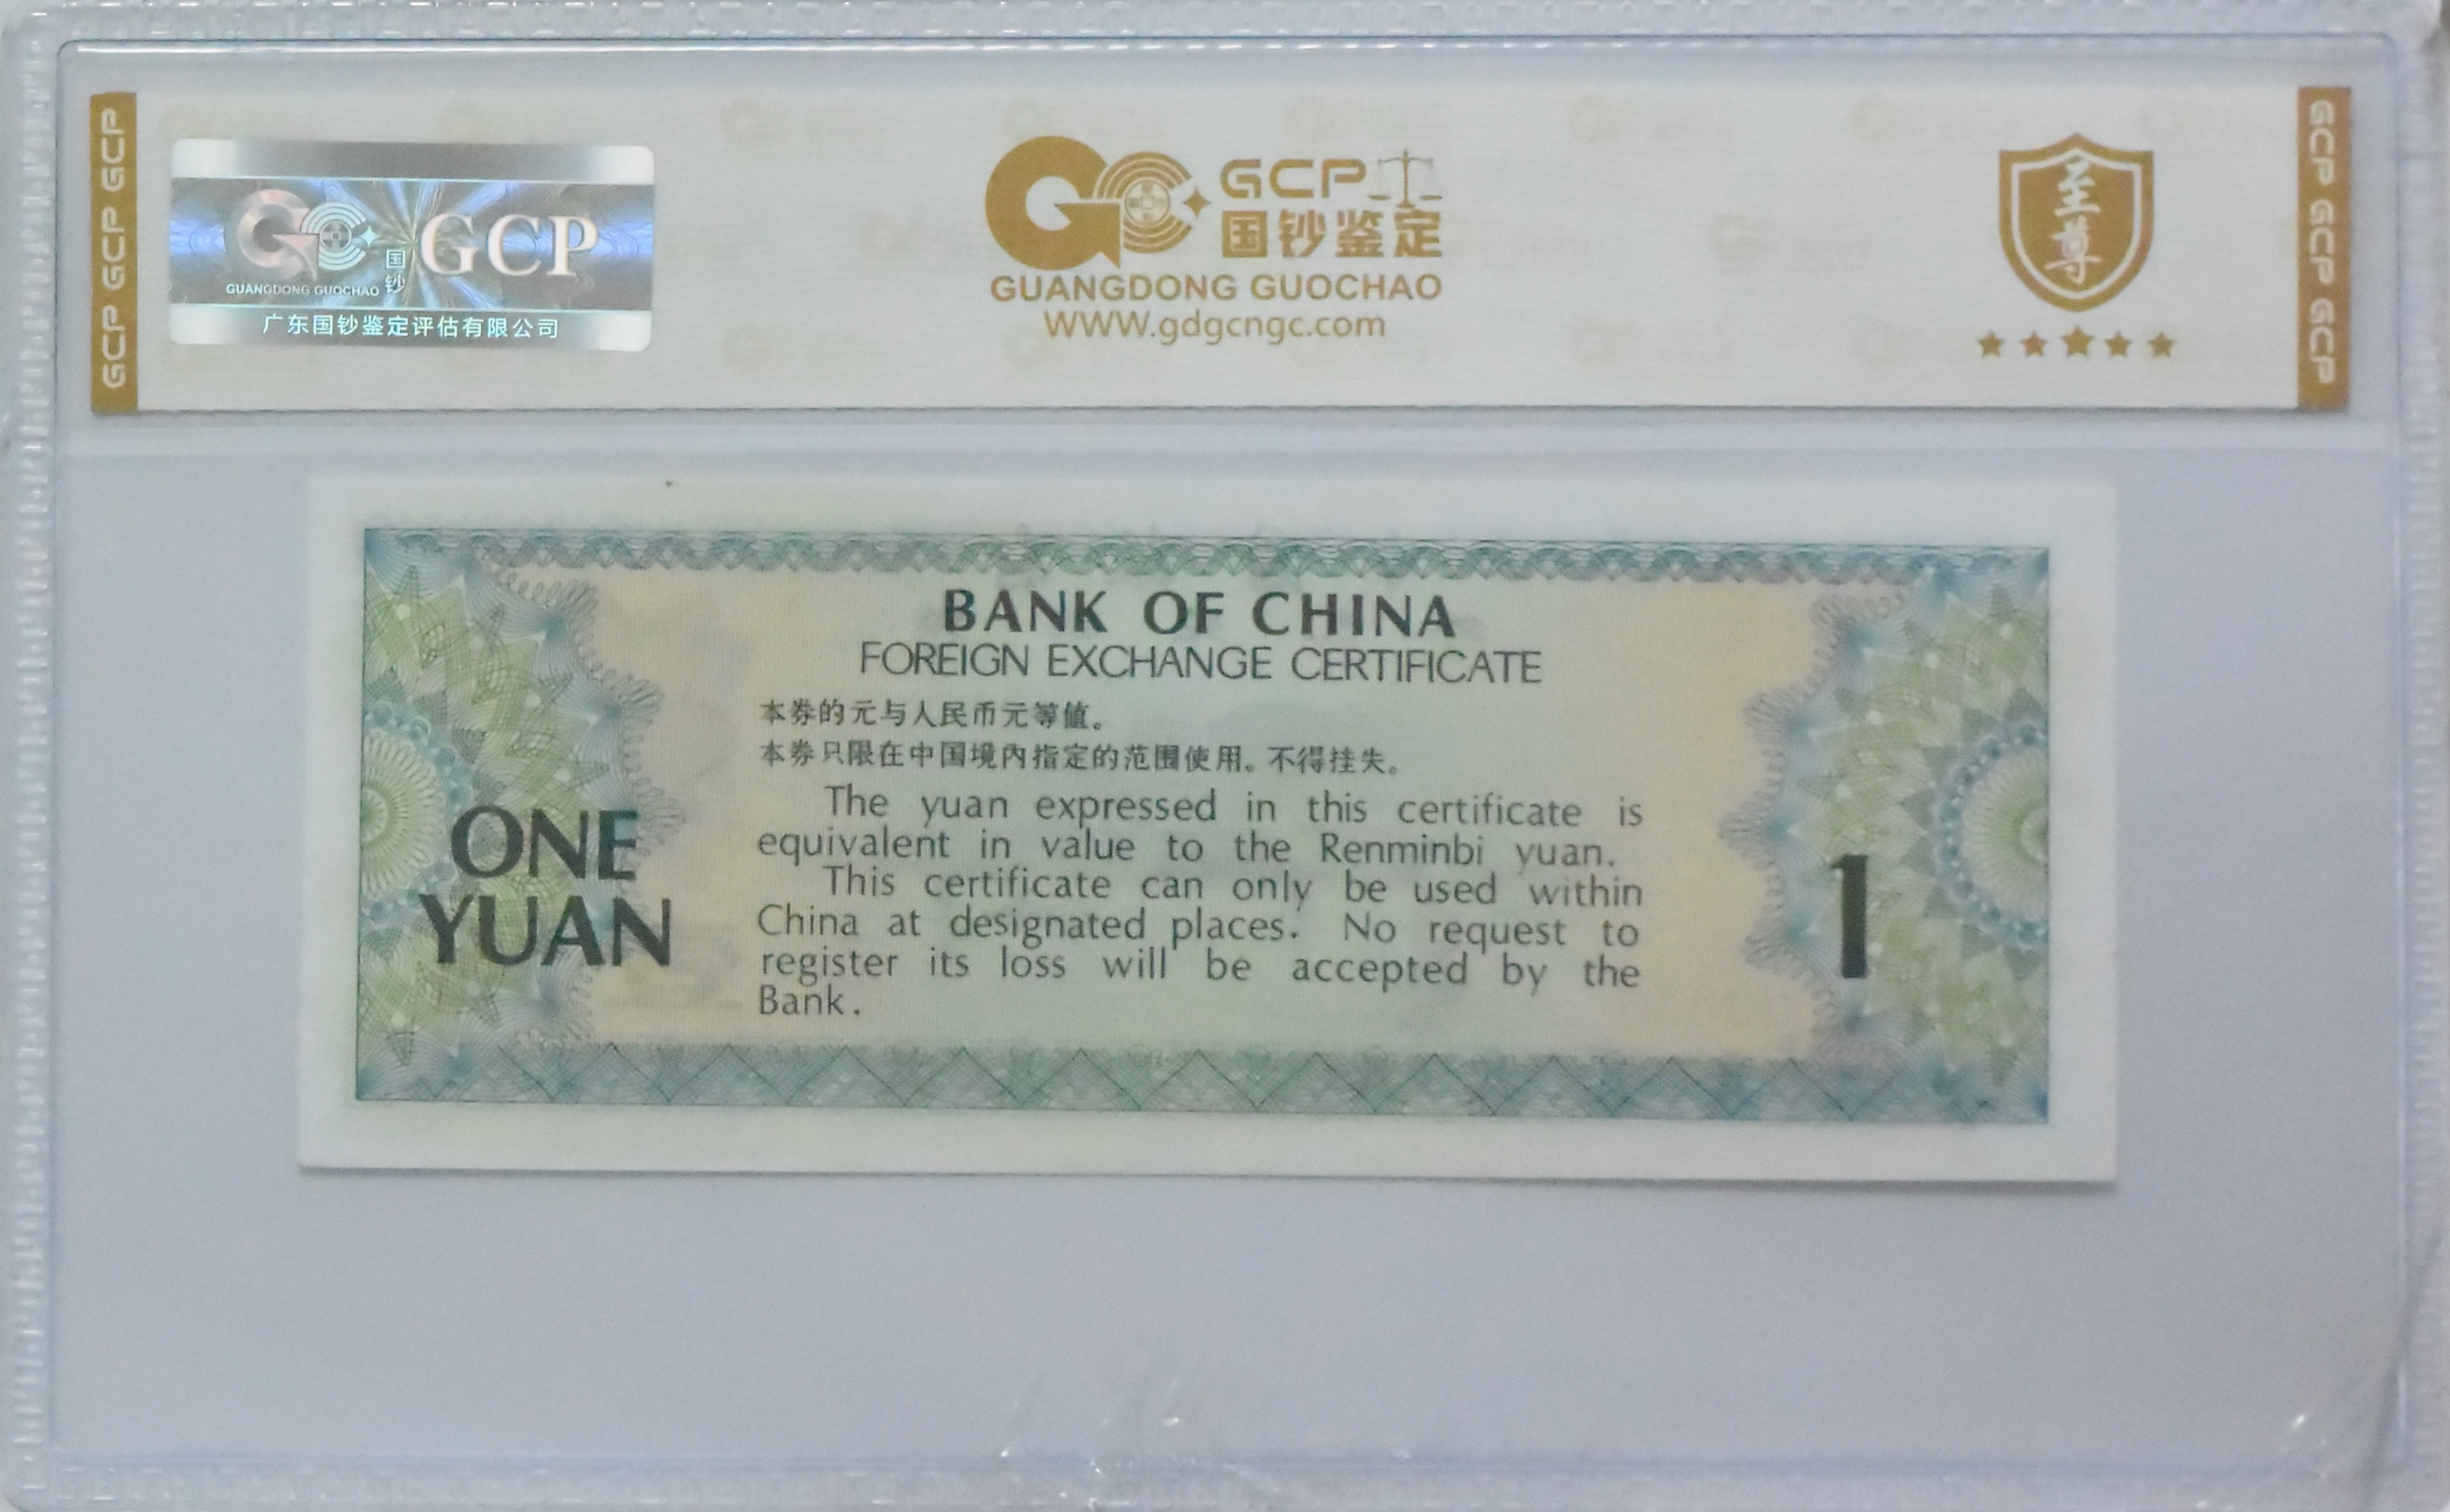 GCP GCP GCP
GUANGDONG GUOCHAO
国钞
GCP
广东国钞鉴定评估有限公司
GCP
国钞鉴定
GUANGDONG GUOCHAO
WWW.gdgcngc.com
至尊
GCP GCP GCP
BANK OF CHINA
FOREIGN EXCHANGE CERTIFICATE
本券的元与人民币元等值。
本券只限在中国境内指定的范围使用。不得挂失。
The yuan expressed in this certificate is
equivalent in value to the Renminbi yuan.
This certificate can only be used within
China at designated places. No request to
register its loss will be accepted by the
Bank.
ONE
YUAN
1